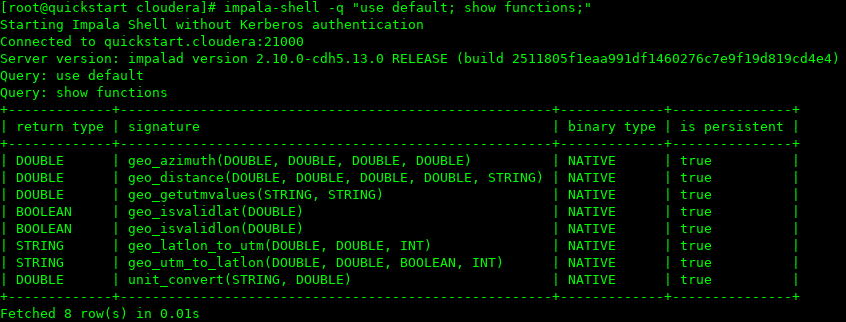 [root@quickstart cloudera]# impala-shell -q "use default; show functions;"
Starting Impala Shell without Kerberos authentication
Connected to quickstart.cloudera:21000
Server version: impalad version 2.10.0-cdh5.13.0 RELEASE (build 2511805f1eaa991df1460276c7e9f19d819cd4e4)
Query: use default
Query: show functions
+-------------+------------------------------------------------------+-------------+---------------+
| return type | signature                                            | binary type | is persistent |
+-------------+------------------------------------------------------+-------------+---------------+
| DOUBLE      | geo_azimuth(DOUBLE, DOUBLE, DOUBLE, DOUBLE)          | NATIVE      | true          |
| DOUBLE      | geo_distance(DOUBLE, DOUBLE, DOUBLE, DOUBLE, STRING) | NATIVE      | true          |
| DOUBLE      | geo_getutmvalues(STRING, STRING)                     | NATIVE      | true          |
| BOOLEAN     | geo_isvalidlat(DOUBLE)                               | NATIVE      | true          |
| BOOLEAN     | geo_isvalidlon(DOUBLE)                               | NATIVE      | true          |
| STRING      | geo_latlon_to_utm(DOUBLE, DOUBLE, INT)               | NATIVE      | true          |
| STRING      | geo_utm_to_latlon(DOUBLE, DOUBLE, BOOLEAN, INT)      | NATIVE      | true          |
| DOUBLE      | unit_convert(STRING, DOUBLE)                         | NATIVE      | true          |
+-------------+------------------------------------------------------+-------------+---------------+
Fetched 8 row(s) in 0.01s